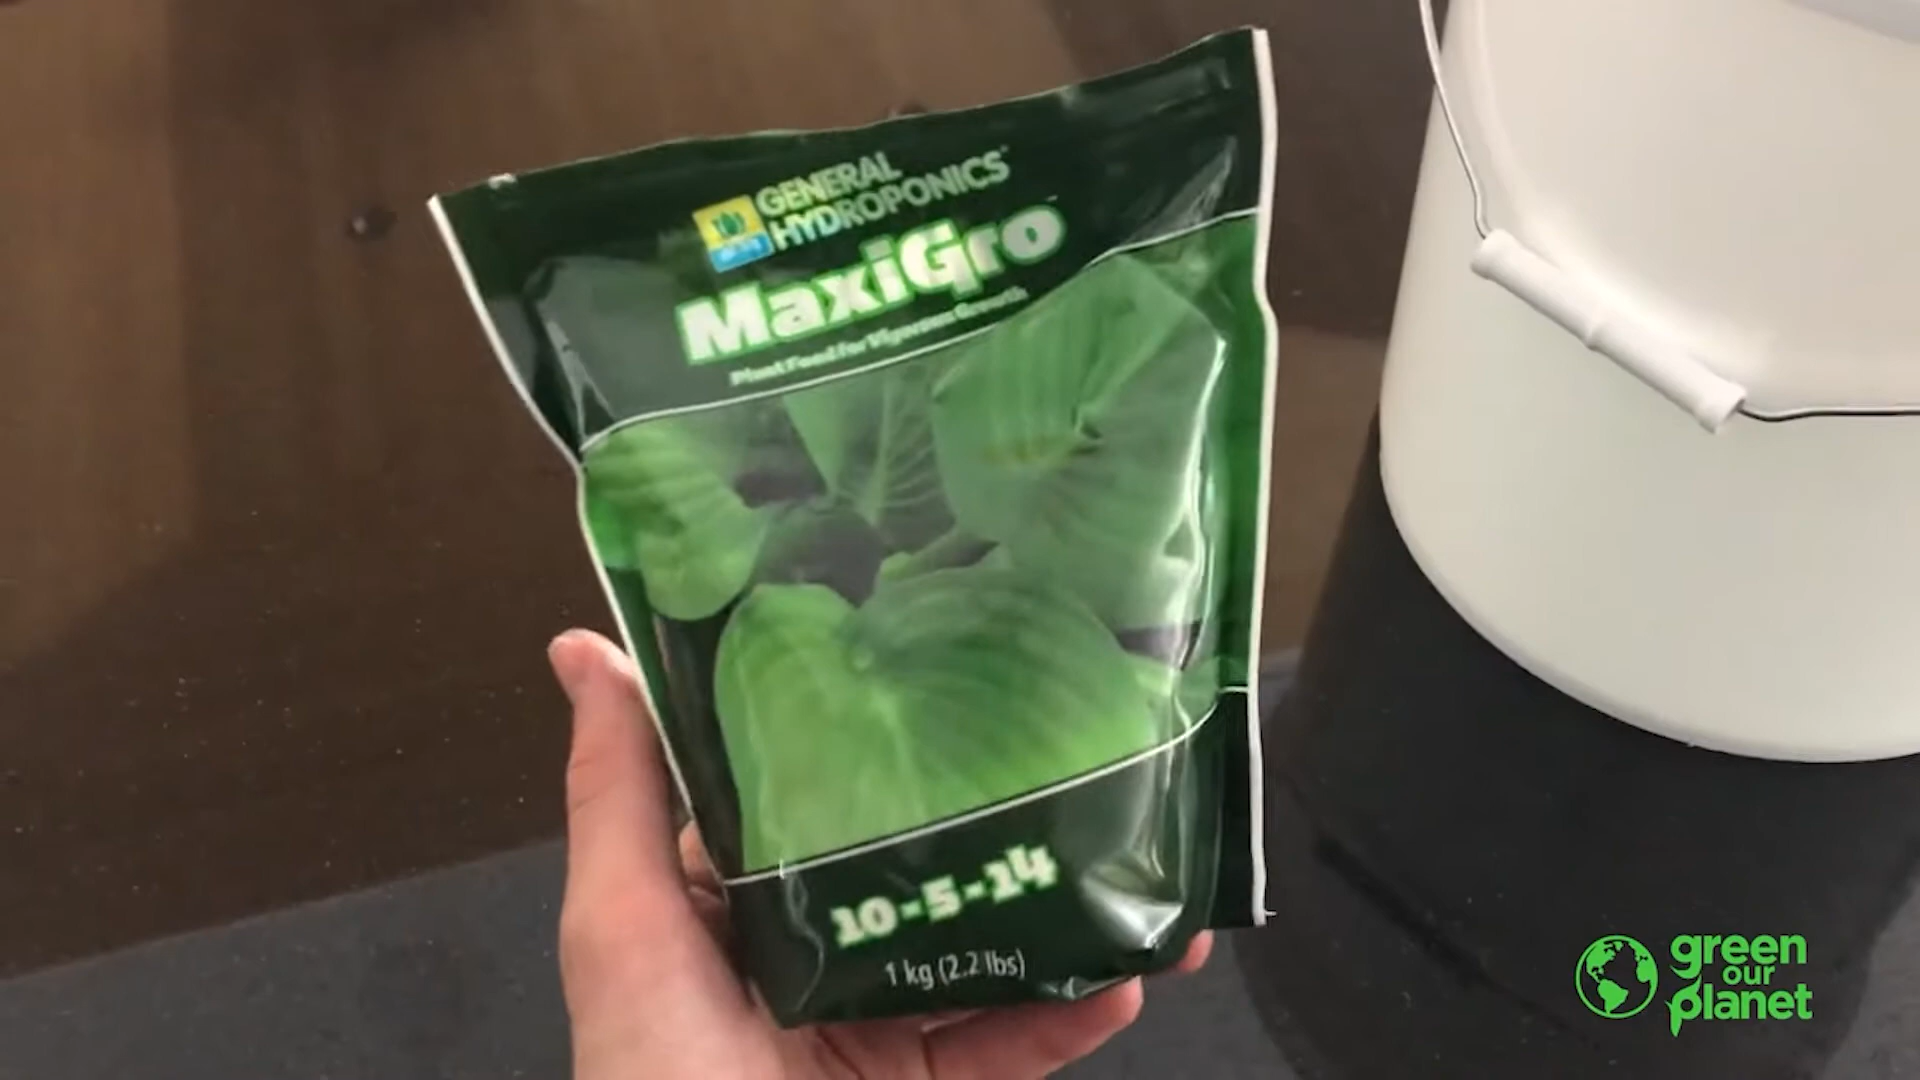 GENERAL
HYDROPONICS
MaxiGro
Plant Food for Vigorous Growth
10-5-14
1 kg (2.2 lbs)
green
our
planet